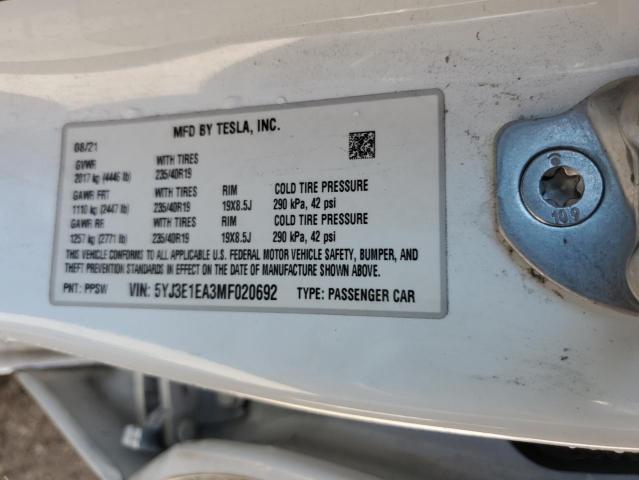 MFD BY TESLA, INC.
08/21
GVWR WITH TIRES
2017 kg (4446 lb) 235/40R19
GAWR FRT WITH TIRES RIM COLD TIRE PRESSURE
1110 kg (2447 lb) 235/40R19 19X8.5J 290 kPa, 42 psi
GAWR RR WITH TIRES RIM COLD TIRE PRESSURE
1257 kg (2771 lb) 235/40R19 19X8.5J 290 kPa, 42 psi
THIS VEHICLE CONFORMS TO ALL APPLICABLE U.S. FEDERAL MOTOR VEHICLE SAFETY, BUMPER, AND
THEFT PREVENTION STANDARDS IN EFFECT ON THE DATE OF MANUFACTURE SHOWN ABOVE.
PNT: PPSW VIN: 5YJ3E1EA3MF020692 TYPE: PASSENGER CAR
10.9